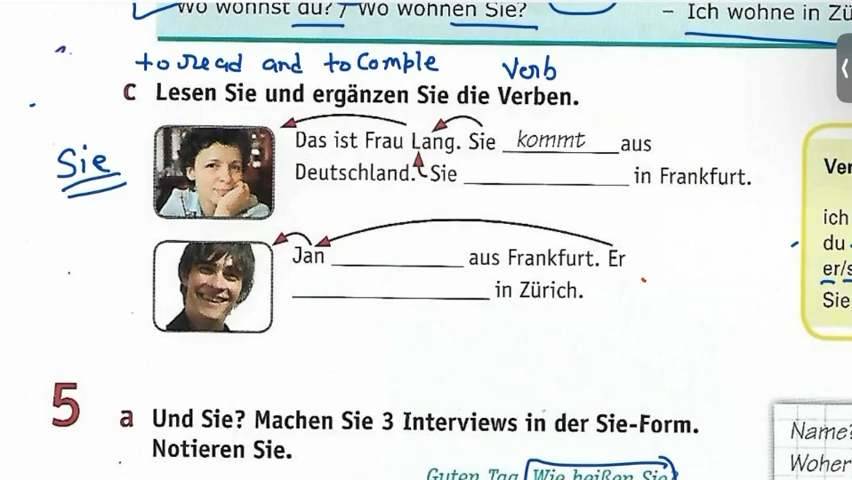 Wo wohnst du? / Wo wohnen Sie?
– Ich wohne in Zü
to read and to Comple
Verb
C Lesen Sie und ergänzen Sie die Verben.
Sie
Das ist Frau Lang. Sie kommt aus
Deutschland. Sie ____________ in Frankfurt.
Jan ____________ aus Frankfurt. Er
____________ in Zürich.
Ver
ich
du
er/s
Sie
5
a Und Sie? Machen Sie 3 Interviews in der Sie-Form.
Notieren Sie.
Guten Tag Wie heißen Sie?
Name?
Woher